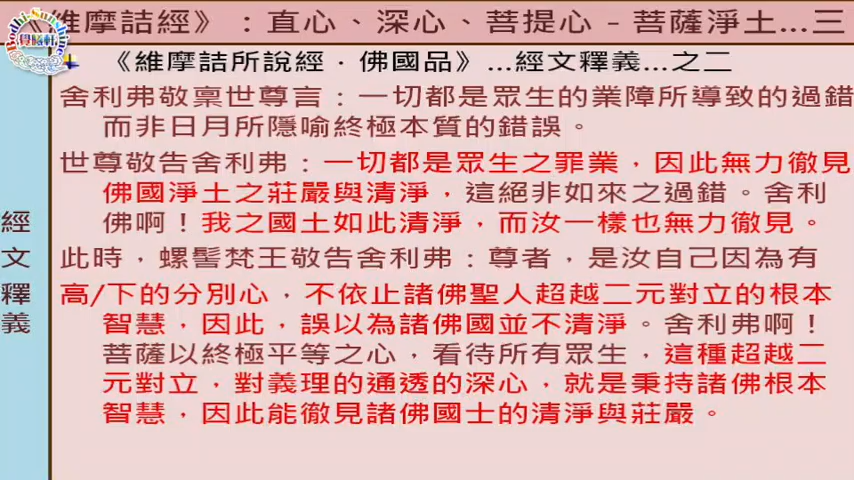 維摩詰經》：直心、深心、菩提心－菩薩淨土...三
《維摩詰所說經．佛國品》...經文釋義...之二
舍利弗敬稟世尊言：一切都是眾生的業障所導致的過錯
而非日月所隱喻終極本質的錯誤。
世尊敬告舍利弗：一切都是眾生之罪業，因此無力徹見
佛國淨土之莊嚴與清淨，這絕非如來之過錯。舍利
佛啊！我之國土如此清淨，而汝一樣也無力徹見。
此時，螺髻梵王敬告舍利弗：尊者，是汝自己因為有
高/下的分別心，不依止諸佛聖人超越二元對立的根本
智慧，因此，誤以為諸佛國並不清淨。舍利弗啊！
菩薩以終極平等之心，看待所有眾生，這種超越二
元對立，對義理的通透的深心，就是秉持諸佛根本
智慧，因此能徹見諸佛國士的清淨與莊嚴。
經文釋義
Bodhi Sunshine
覺曦軒